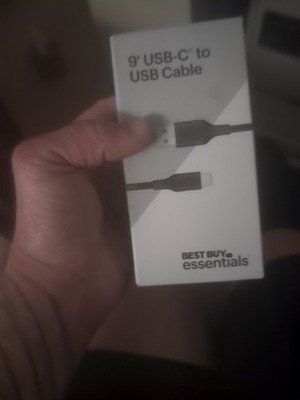 9' USB-C® to
USB Cable
BEST BUY
essentials